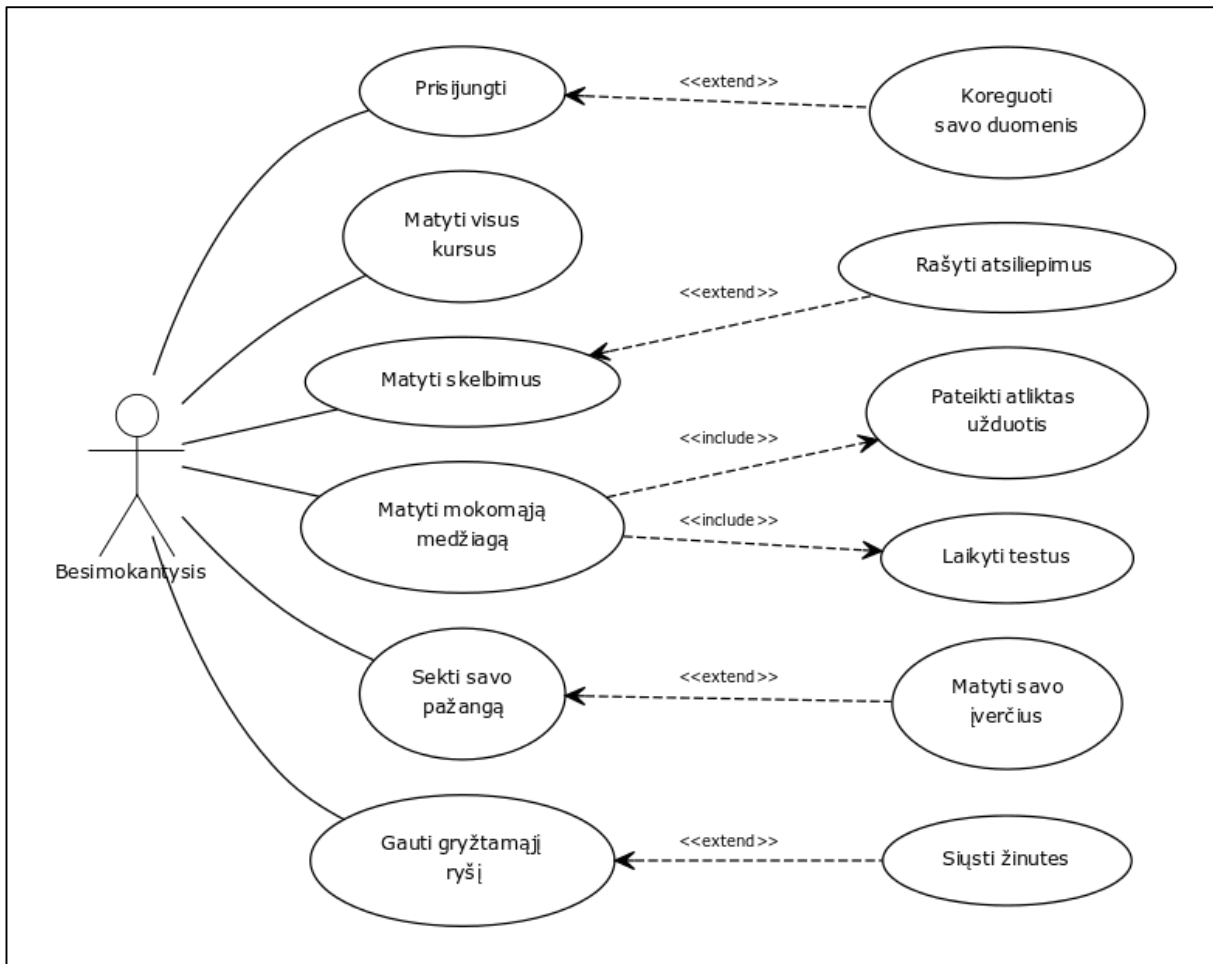 Prisijungti
<<extend>>
Koreguoti
savo duomenis
Matyti visus
kursus
Rašyti atsiliepimus
<<extend>>
Matyti skelbimus
Pateikti atliktas
užduotis
<<include>>
Matyti mokomąją
medžiagą
<<include>>
Laikyti testus
Besimokantysis
Sekti savo
pažangą
<<extend>>
Matyti savo
įverčius
Gauti gryžtamąjį
ryšį
<<extend>>
Siųsti žinutes